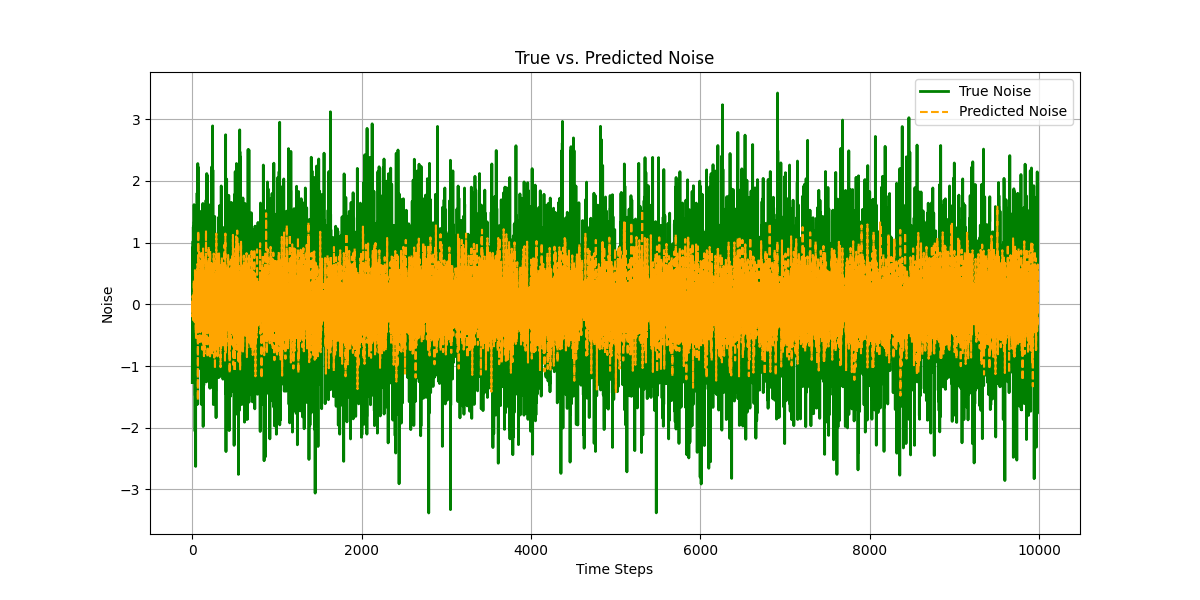 True vs. Predicted Noise
True Noise
Predicted Noise
3
2
1
0
−1
−2
−3
Noise
0
2000
4000
6000
8000
10000
Time Steps